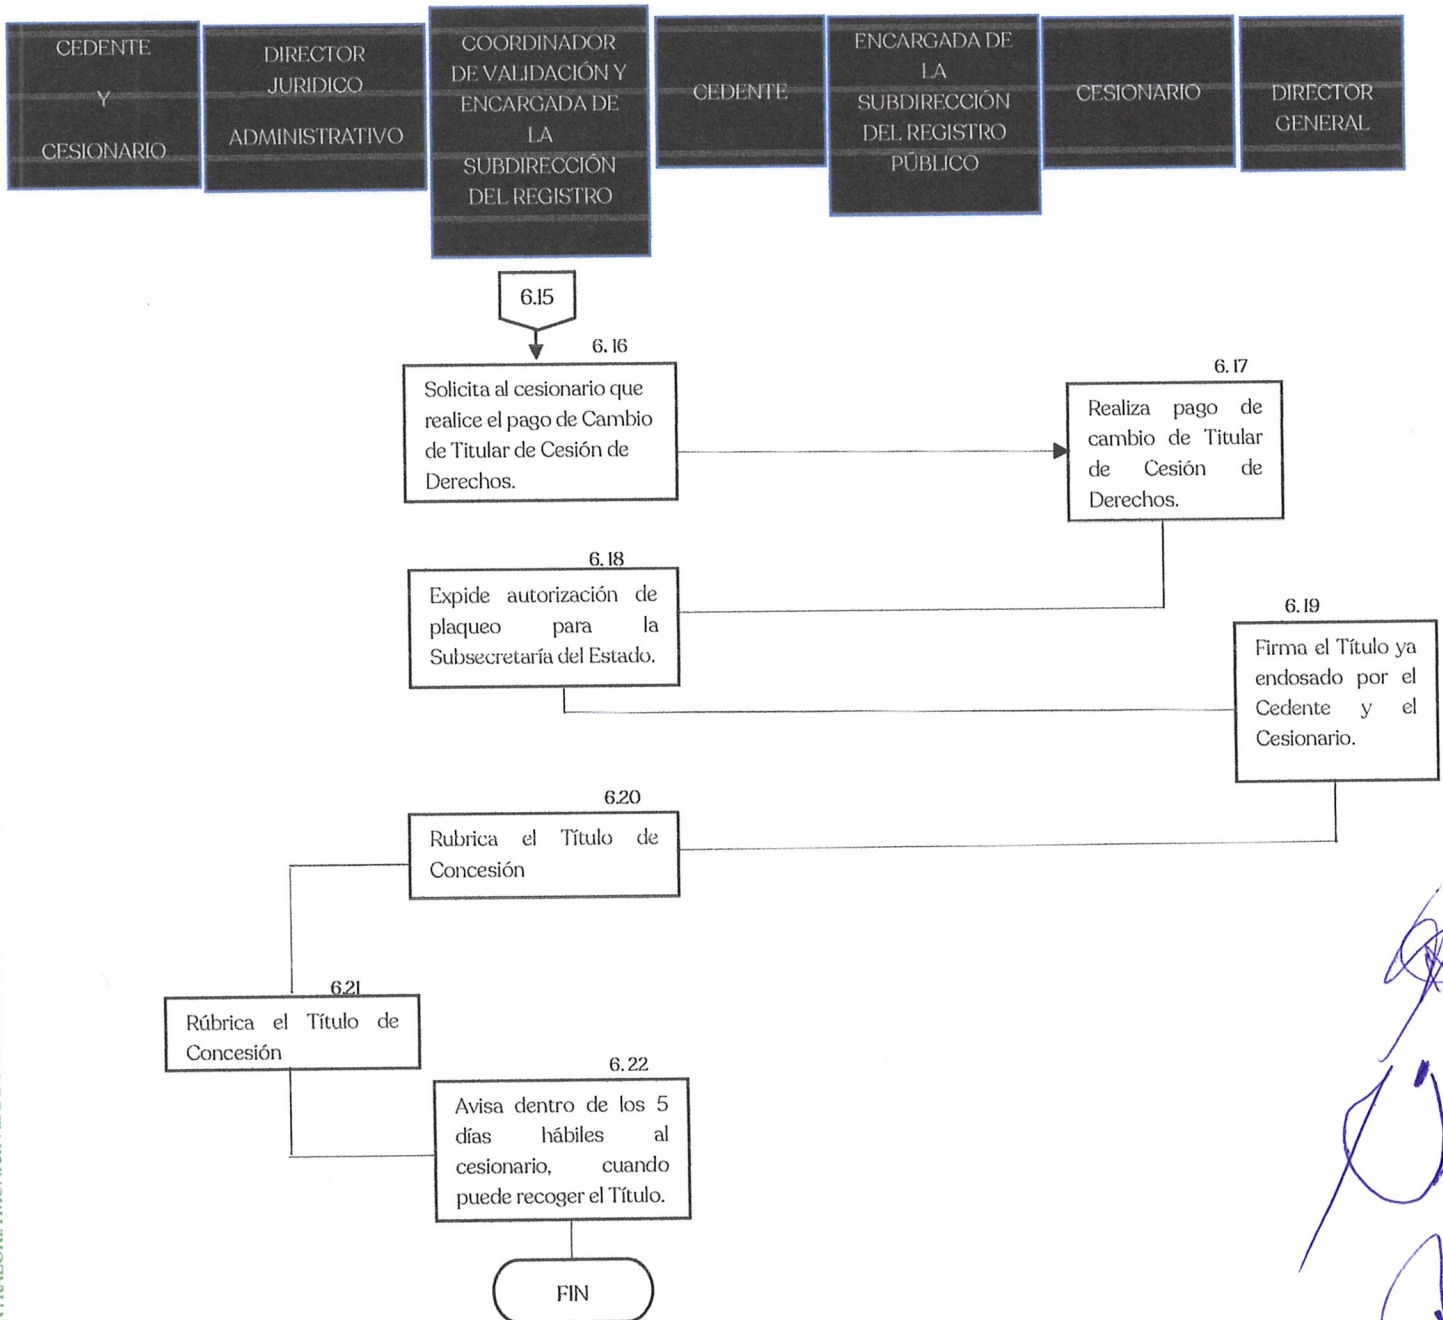 CEDENTE
Y
CESIONARIO
DIRECTOR
JURIDICO
ADMINISTRATIVO
COORDINADOR
DE VALIDACIÓN Y
ENCARGADA DE
LA
SUBDIRECCIÓN
DEL REGISTRO
CEDENTE
ENCARGADA DE
LA
SUBDIRECCIÓN
DEL REGISTRO
PÚBLICO
CESIONARIO
DIRECTOR
GENERAL
6.15
6.16
Solicita al cesionario que
realice el pago de Cambio
de Titular de Cesión de
Derechos.
6.17
Realiza pago de
cambio de Titular
de Cesión de
Derechos.
6.18
Expide autorización de
plaqueo para la
Subsecretaría del Estado.
6.19
Firma el Título ya
endosado por el
Cedente y el
Cesionario.
6.20
Rubrica el Título de
Concesión
6.21
Rúbrica el Título de
Concesión
6.22
Avisa dentro de los 5
días hábiles al
cesionario, cuando
puede recoger el Título.
FIN